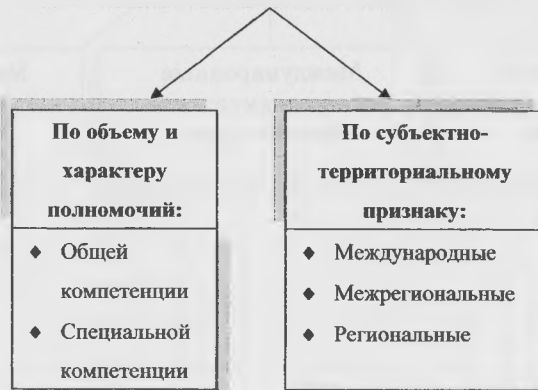 По объему и
характеру
полномочий:
♦ Общей
компетенции
♦ Специальной
компетенции
По субъектно-
территориальному
признаку:
♦ Международные
♦ Межрегиональные
♦ Региональные